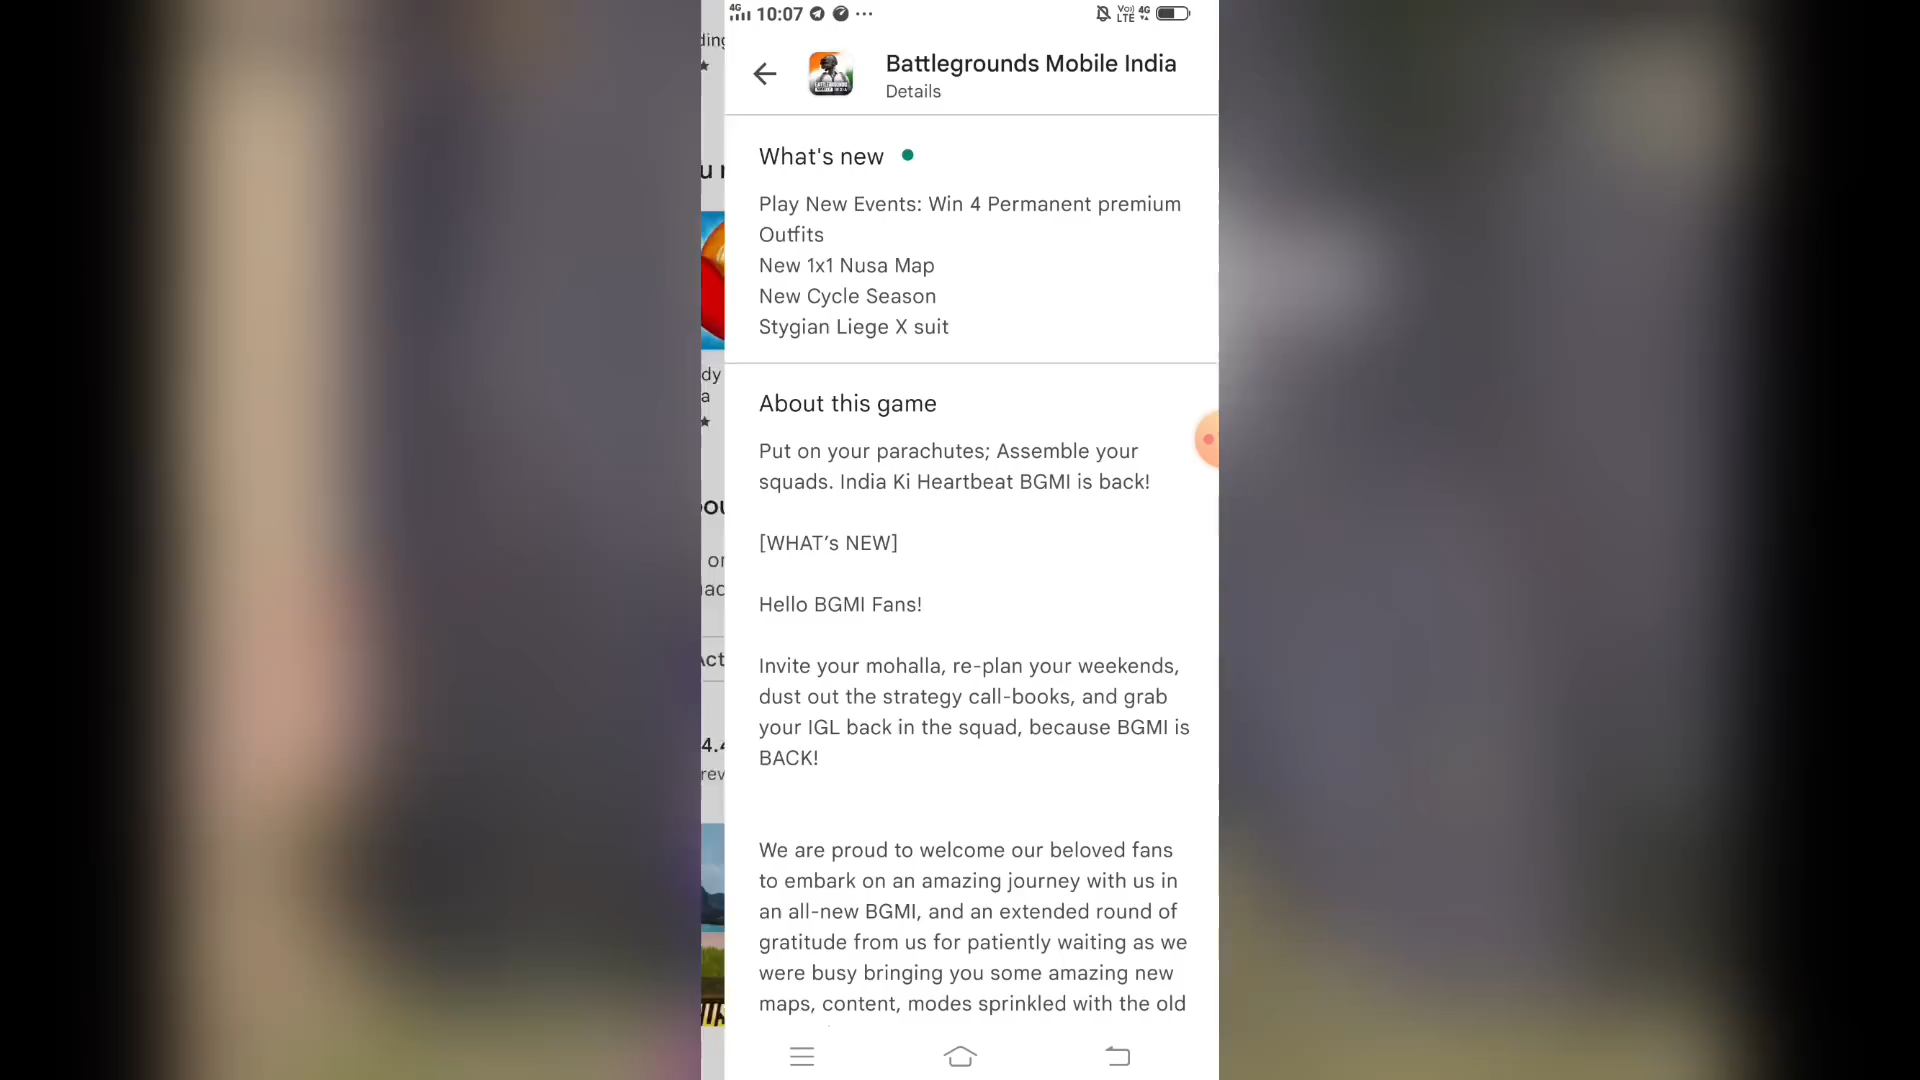 4G 10:07 ... Vo) LTE 4G
Battlegrounds Mobile India
Details
What's new
Play New Events: Win 4 Permanent premium
Outfits
New 1x1 Nusa Map
New Cycle Season
Stygian Liege X suit
About this game
Put on your parachutes; Assemble your
squads. India Ki Heartbeat BGMI is back!
[WHAT’s NEW]
Hello BGMI Fans!
Invite your mohalla, re-plan your weekends,
dust out the strategy call-books, and grab
your IGL back in the squad, because BGMI is
BACK!
We are proud to welcome our beloved fans
to embark on an amazing journey with us in
an all-new BGMI, and an extended round of
gratitude from us for patiently waiting as we
were busy bringing you some amazing new
maps, content, modes sprinkled with the old